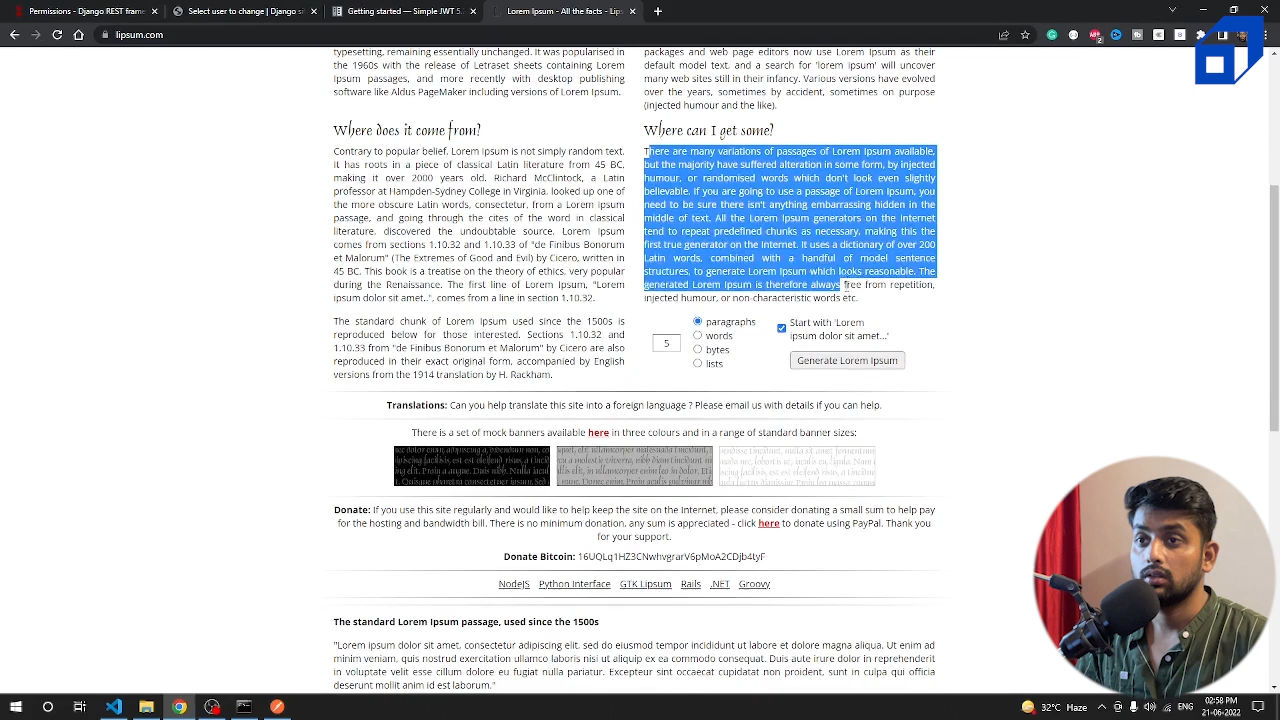 Permissions - Django REST frame
Select user to change | Django s
Getting started — Simple JWT 5.
Lorem Ipsum - All the facts - Lip
lipsum.com
typesetting, remaining essentially unchanged. It was popularised in
the 1960s with the release of Letraset sheets containing Lorem
Ipsum passages, and more recently with desktop publishing
software like Aldus PageMaker including versions of Lorem Ipsum.
packages and web page editors now use Lorem Ipsum as their
default model text, and a search for 'lorem ipsum' will uncover
many web sites still in their infancy. Various versions have evolved
over the years, sometimes by accident, sometimes on purpose
(injected humour and the like).
Where does it come from?
Contrary to popular belief, Lorem Ipsum is not simply random text.
It has roots in a piece of classical Latin literature from 45 BC,
making it over 2000 years old. Richard McClintock, a Latin
professor at Hampden-Sydney College in Virginia, looked up one of
the more obscure Latin words, consectetur, from a Lorem Ipsum
passage, and going through the cites of the word in classical
literature, discovered the undoubtable source. Lorem Ipsum
comes from sections 1.10.32 and 1.10.33 of "de Finibus Bonorum
et Malorum" (The Extremes of Good and Evil) by Cicero, written in
45 BC. This book is a treatise on the theory of ethics, very popular
during the Renaissance. The first line of Lorem Ipsum, "Lorem
ipsum dolor sit amet..", comes from a line in section 1.10.32.
The standard chunk of Lorem Ipsum used since the 1500s is
reproduced below for those interested. Sections 1.10.32 and
1.10.33 from "de Finibus Bonorum et Malorum" by Cicero are also
reproduced in their exact original form, accompanied by English
versions from the 1914 translation by H. Rackham.
Where can I get some?
There are many variations of passages of Lorem Ipsum available,
but the majority have suffered alteration in some form, by injected
humour, or randomised words which don't look even slightly
believable. If you are going to use a passage of Lorem Ipsum, you
need to be sure there isn't anything embarrassing hidden in the
middle of text. All the Lorem Ipsum generators on the Internet
tend to repeat predefined chunks as necessary, making this the
first true generator on the Internet. It uses a dictionary of over 200
Latin words, combined with a handful of model sentence
structures, to generate Lorem Ipsum which looks reasonable. The
generated Lorem Ipsum is therefore always free from repetition,
injected humour, or non-characteristic words etc.
5
paragraphs
words
bytes
lists
Start with 'Lorem
ipsum dolor sit amet...'
Generate Lorem Ipsum
Translations: Can you help translate this site into a foreign language ? Please email us with details if you can help.
There is a set of mock banners available here in three colours and in a range of standard banner sizes:
Donate: If you use this site regularly and would like to help keep the site on the Internet, please consider donating a small sum to help pay
for the hosting and bandwidth bill. There is no minimum donation, any sum is appreciated - click here to donate using PayPal. Thank you
for your support.
Donate Bitcoin: 16UQLq1HZ3CNwhvgrarV6pMoA2CDjb4tyF
NodeJS Python Interface GTK Lipsum Rails .NET Groovy
The standard Lorem Ipsum passage, used since the 1500s
"Lorem ipsum dolor sit amet, consectetur adipiscing elit, sed do eiusmod tempor incididunt ut labore et dolore magna aliqua. Ut enim ad
minim veniam, quis nostrud exercitation ullamco laboris nisi ut aliquip ex ea commodo consequat. Duis aute irure dolor in reprehenderit
in voluptate velit esse cillum dolore eu fugiat nulla pariatur. Excepteur sint occaecat cupidatat non proident, sunt in culpa qui officia
deserunt mollit anim id est laborum."
32°C Haze
ENG
02:58 PM
21-06-2022